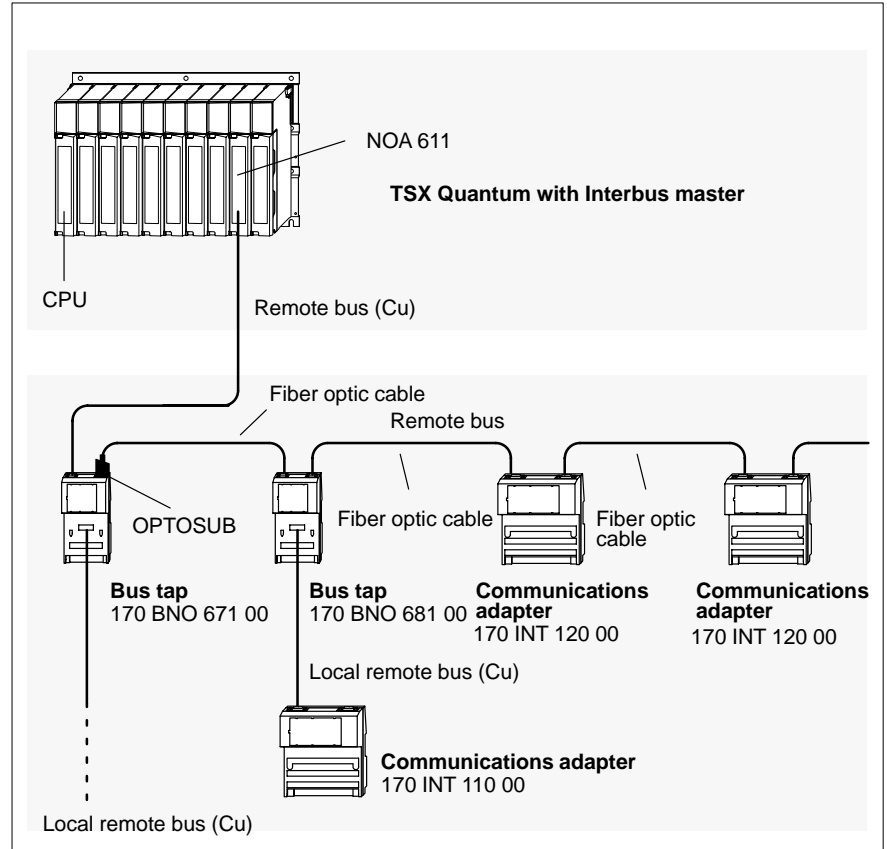 NOA 611
TSX Quantum with Interbus master
CPU
Remote bus (Cu)
Fiber optic cable
Remote bus
OPTOSUB
Fiber optic cable
Fiber optic
cable
Bus tap
170 BNO 671 00
Bus tap
170 BNO 681 00
Communications
adapter
170 INT 120 00
Communications
adapter
170 INT 120 00
Local remote bus (Cu)
Communications adapter
170 INT 110 00
Local remote bus (Cu)